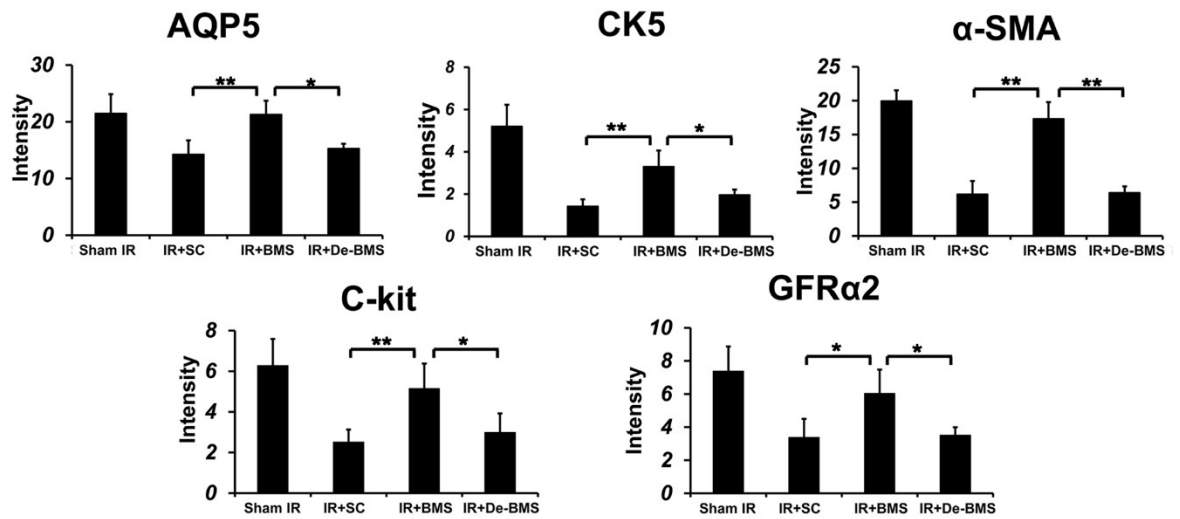 AQP5
30
20
10
0
Intensity
** *
Sham IR IR+SC IR+BMS IR+De-BMS
CK5
8
6
4
2
0
Intensity
** *
Sham IR IR+SC IR+BMS IR+De-BMS
α-SMA
25
20
15
10
5
0
Intensity
** **
Sham IR IR+SC IR+BMS IR+De-BMS
C-kit
8
6
4
2
0
Intensity
** *
Sham IR IR+SC IR+BMS IR+De-BMS
GFRα2
10
8
6
4
2
0
Intensity
* *
Sham IR IR+SC IR+BMS IR+De-BMS